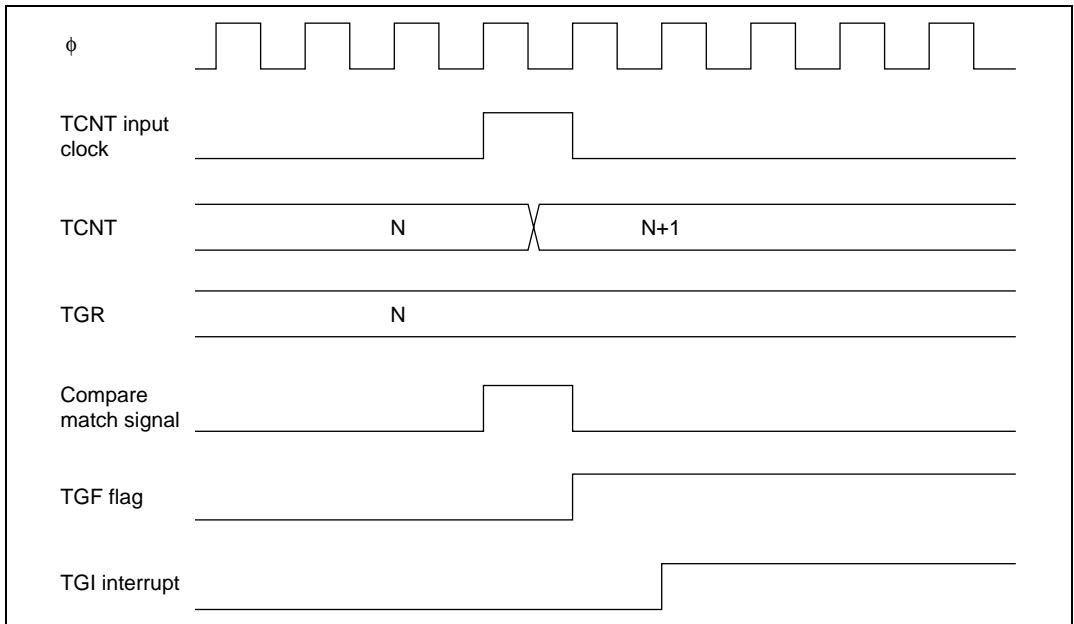 ϕ
TCNT input
clock
TCNT
N
N+1
TGR
N
Compare
match signal
TGF flag
TGI interrupt